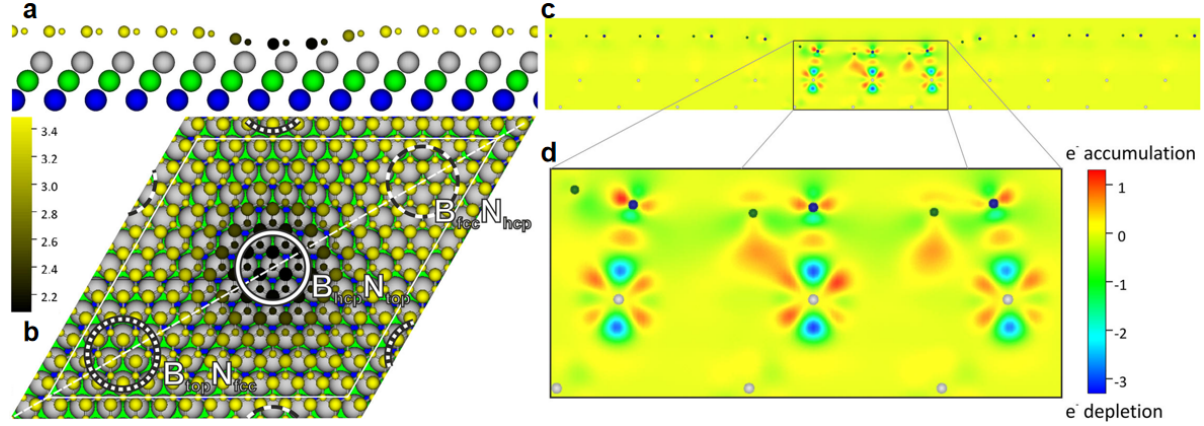 a
3.4
3.2
3.0
2.8
2.6
2.4
2.2
b
BfccNhcp
BhcpNtop
BtopNfcc
c
d
e⁻ accumulation
1
0
-1
-2
-3
e⁻ depletion